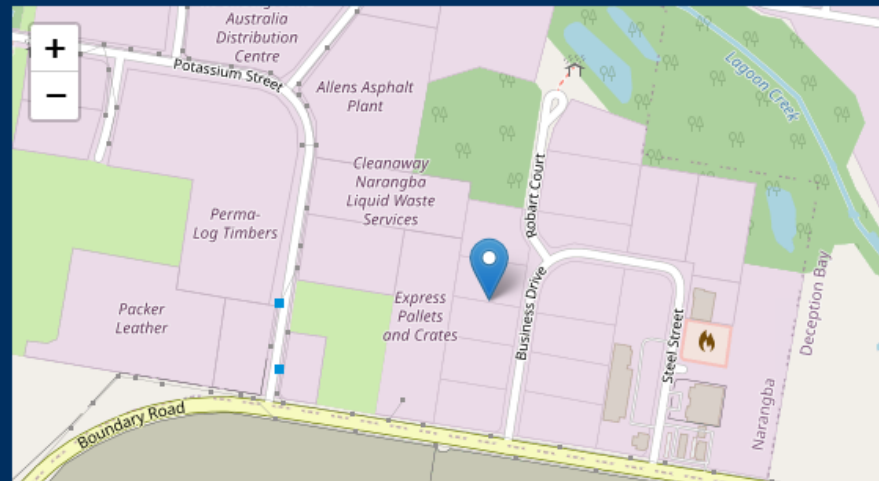 Australia
Distribution
Centre
+
−
Potassium Street
Allens Asphalt
Plant
Lagoon Creek
Cleanaway
Narangba
Liquid Waste
Services
Robart Court
Perma-
Log Timbers
Express
Pallets
and Crates
Business Drive
Packer
Leather
Steel Street
Deception Bay
Narangba
Boundary Road